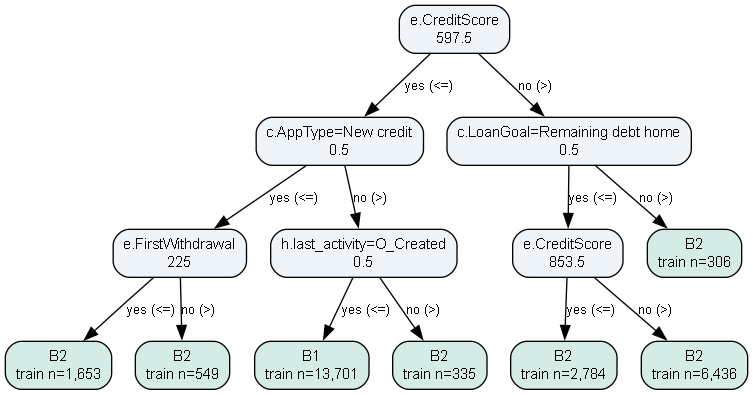 e.CreditScore
597.5
yes (<=)
no (>)
c.AppType=New credit
0.5
c.LoanGoal=Remaining debt home
0.5
yes (<=)
no (>)
yes (<=)
no (>)
e.FirstWithdrawal
225
h.last_activity=O_Created
0.5
e.CreditScore
853.5
B2
train n=306
yes (<=)
no (>)
yes (<=)
no (>)
yes (<=)
no (>)
B2
train n=1,653
B2
train n=549
B1
train n=13,701
B2
train n=335
B2
train n=2,784
B2
train n=6,436